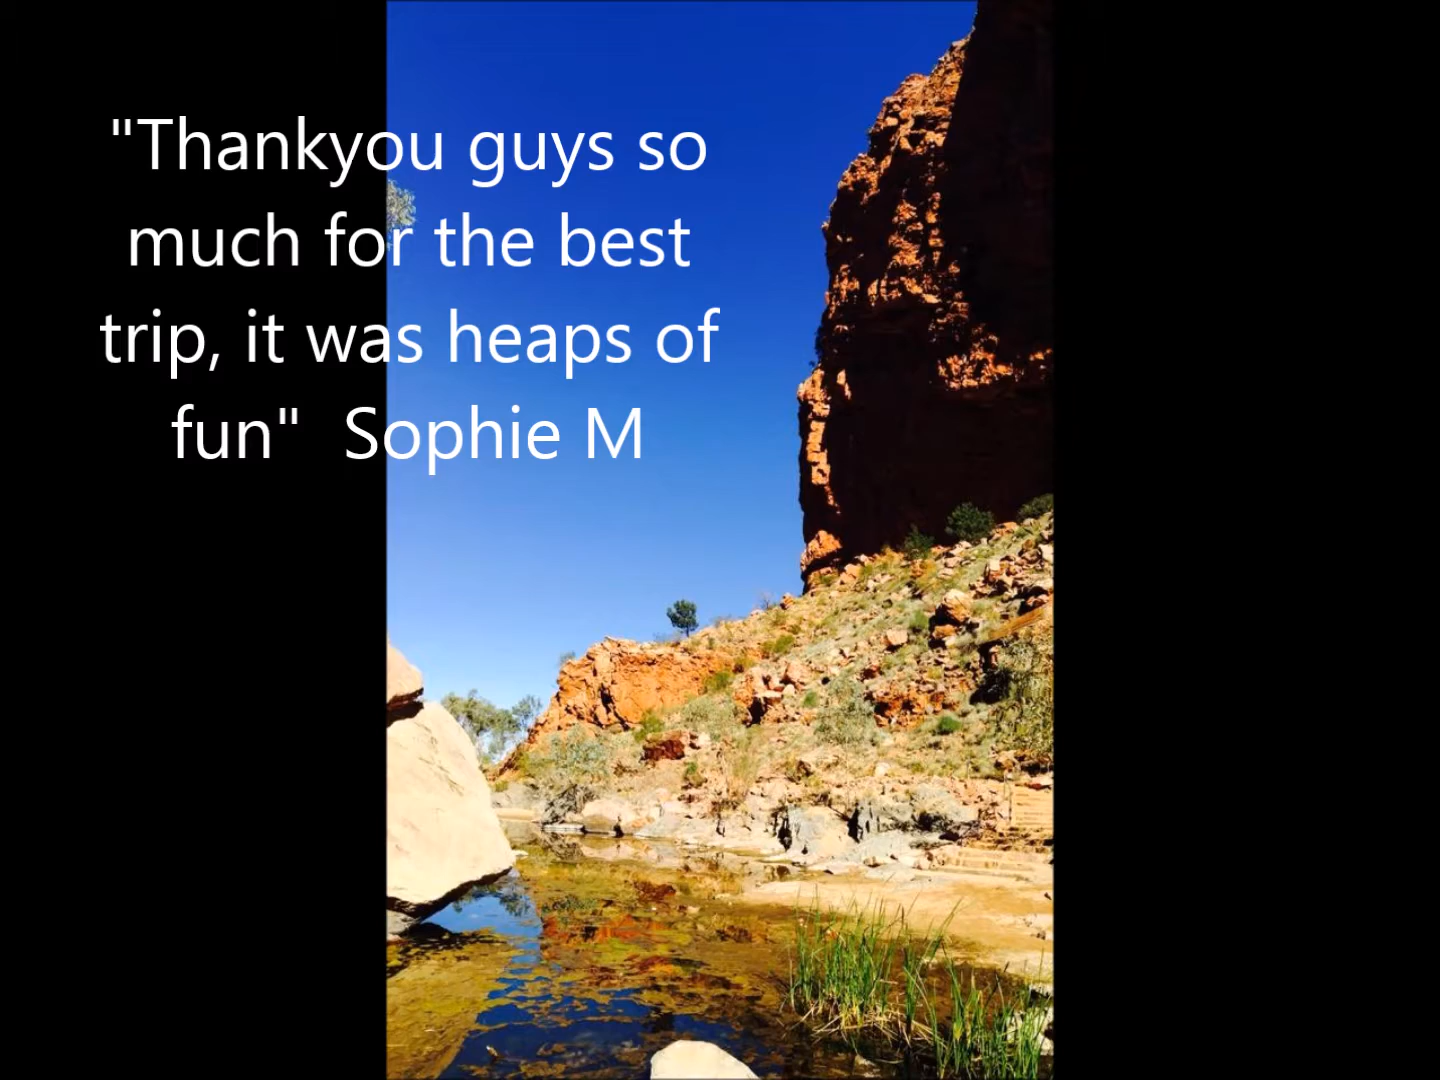 "Thankyou guys so
much for the best
trip, it was heaps of
fun"  Sophie M